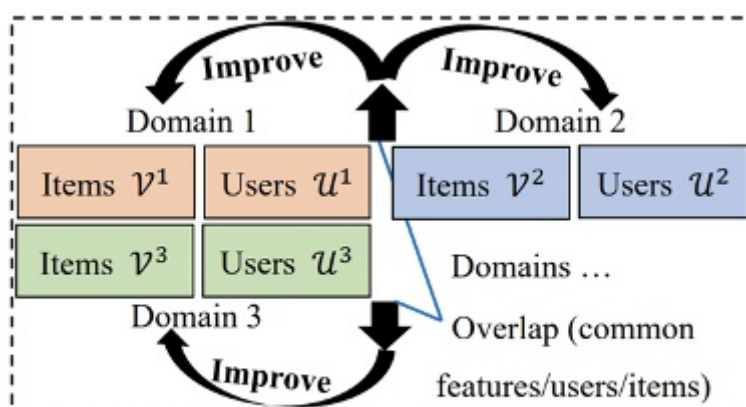 Improve
Improve
Domain 1
Domain 2
Items 𝒱¹
Users 𝒰¹
Items 𝒱²
Users 𝒰²
Items 𝒱³
Users 𝒰³
Domains ...
Domain 3
Overlap (common
features/users/items)
Improve